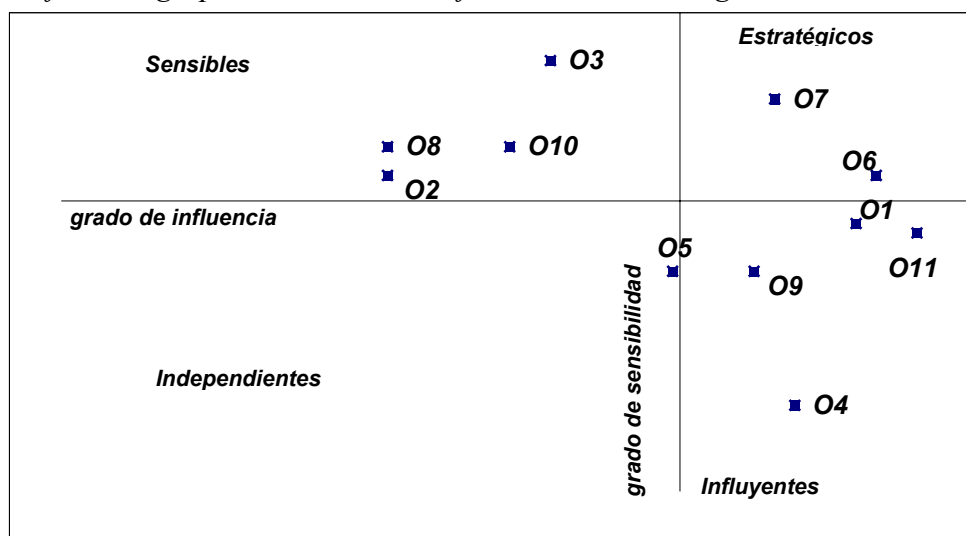 Estratégicos
Sensibles
O3
O7
O8
O10
O6
O2
grado de influencia
O1
O5
O11
O9
grado de sensibilidad
Independientes
O4
Influyentes